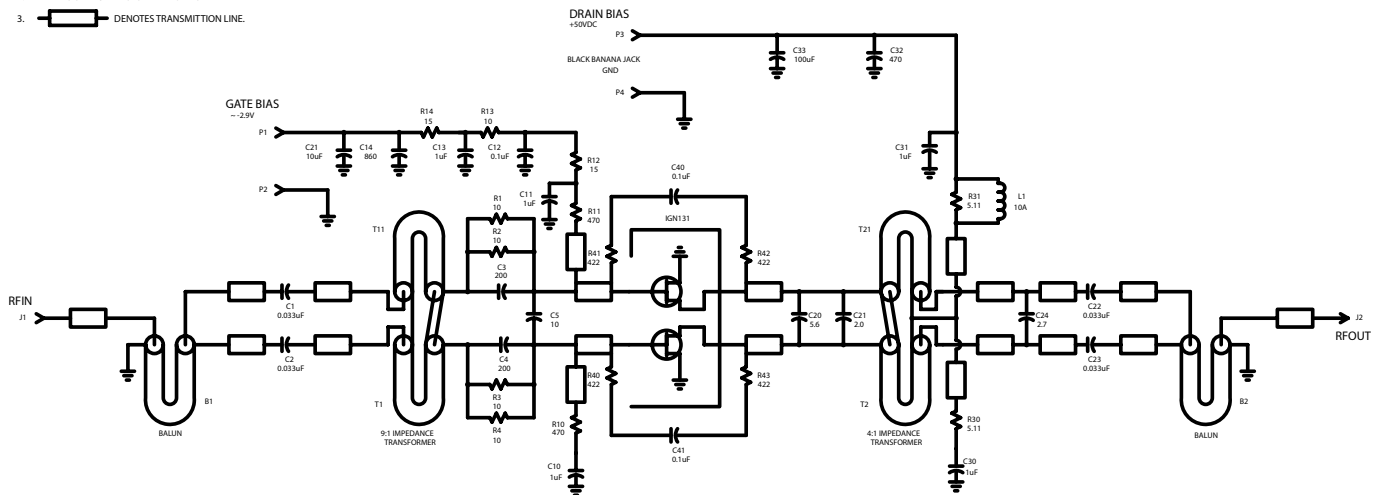 3. DENOTES TRANSMITTION LINE.
DRAIN BIAS
+50VDC
P3
C33
100uF
C32
470
BLACK BANANA JACK
GND
P4
GATE BIAS
~ -2.9V
P1
R14
15
R13
10
C21
10uF
C14
860
C13
1uF
C12
0.1uF
R12
15
C31
1uF
P2
C11
1uF
R11
470
C40
0.1uF
IGN131
R31
5.11
L1
10A
T11
R1
10
R2
10
C3
200
R41
422
R42
422
T21
RFIN
J1
C1
0.033uF
C5
10
C20
5.6
C21
2.0
C24
2.7
C22
0.033uF
J2
RFOUT
C2
0.033uF
C4
200
R40
422
R43
422
C23
0.033uF
B1
T1
R3
10
R4
10
R10
470
T2
R30
5.11
B2
BALUN
9:1 IMPEDANCE
TRANSFORMER
4:1 IMPEDANCE
TRANSFORMER
BALUN
C41
0.1uF
C10
1uF
C30
1uF